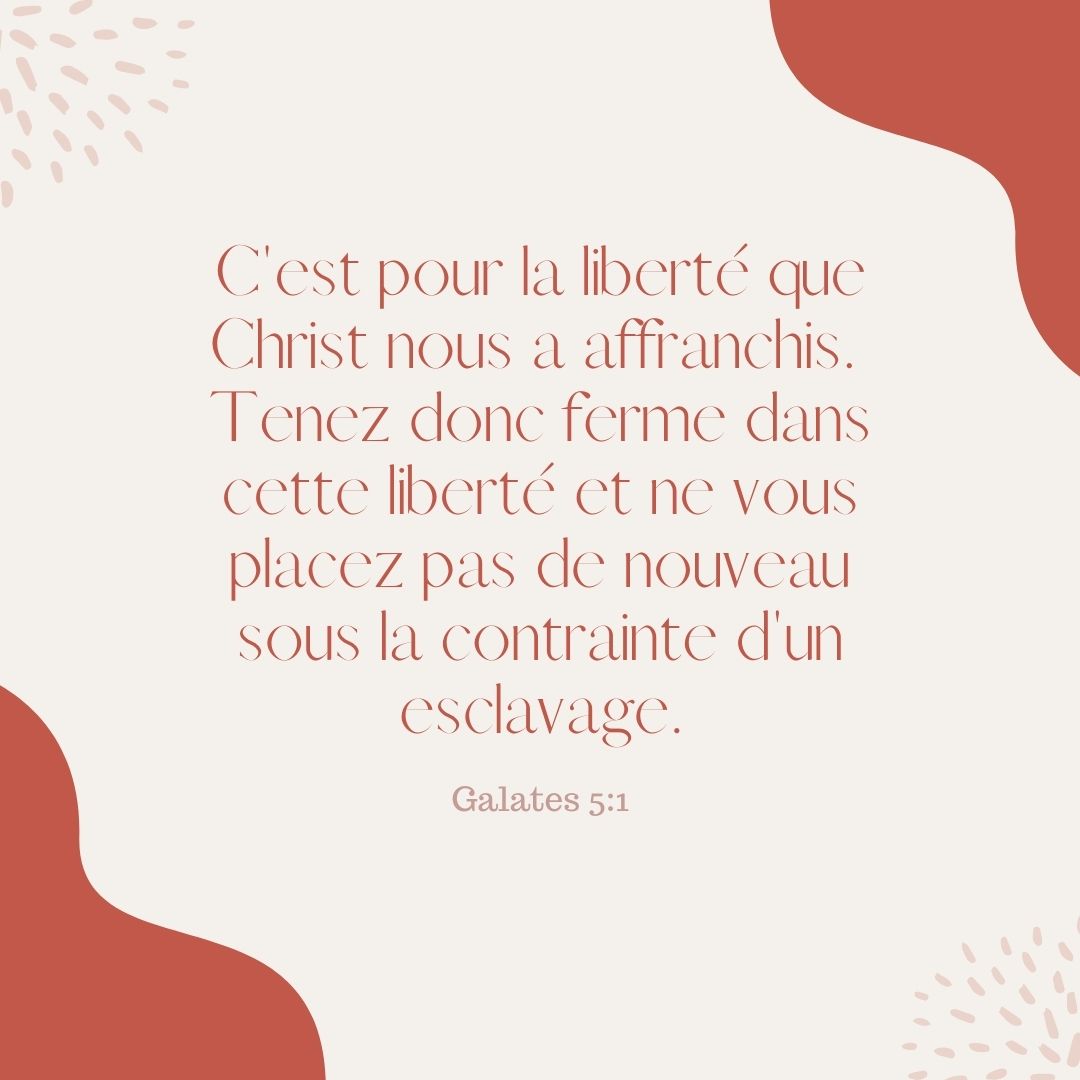 C'est pour la liberté que
Christ nous a affranchis.
Tenez donc ferme dans
cette liberté et ne vous
placez pas de nouveau
sous la contrainte d'un
esclavage.
Galates 5:1